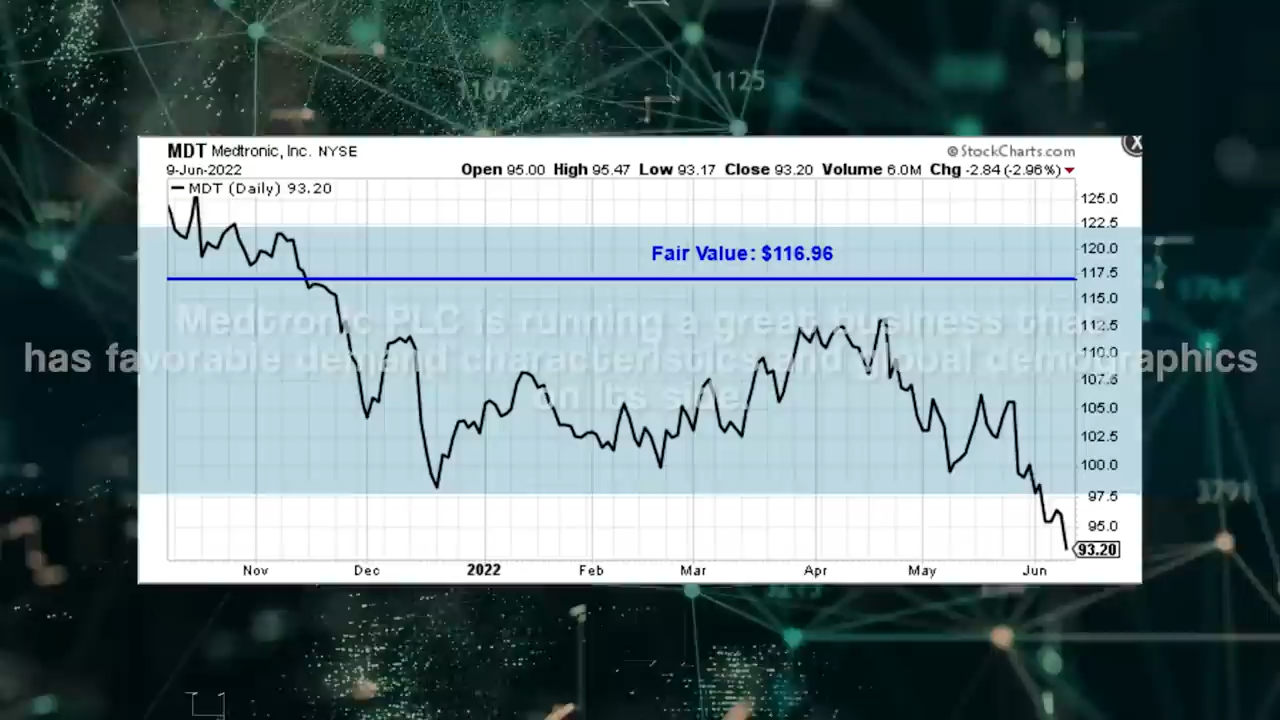 1169
1125
MDT Medtronic, Inc. NYSE
© StockCharts.com
X
9-Jun-2022
Open 95.00 High 95.47 Low 93.17 Close 93.20 Volume 6.0M Chg -2.84 (-2.96%)
MDT (Daily) 93.20
125.0
122.5
Fair Value: $116.96
120.0
117.5
115.0
Medtronic PLC is running a great business that
112.5
has favorable demand characteristics and global demographics
110.0
107.5
on its side.
105.0
102.5
100.0
97.5
95.0
93.20
3791
Nov Dec 2022 Feb Mar Apr May Jun